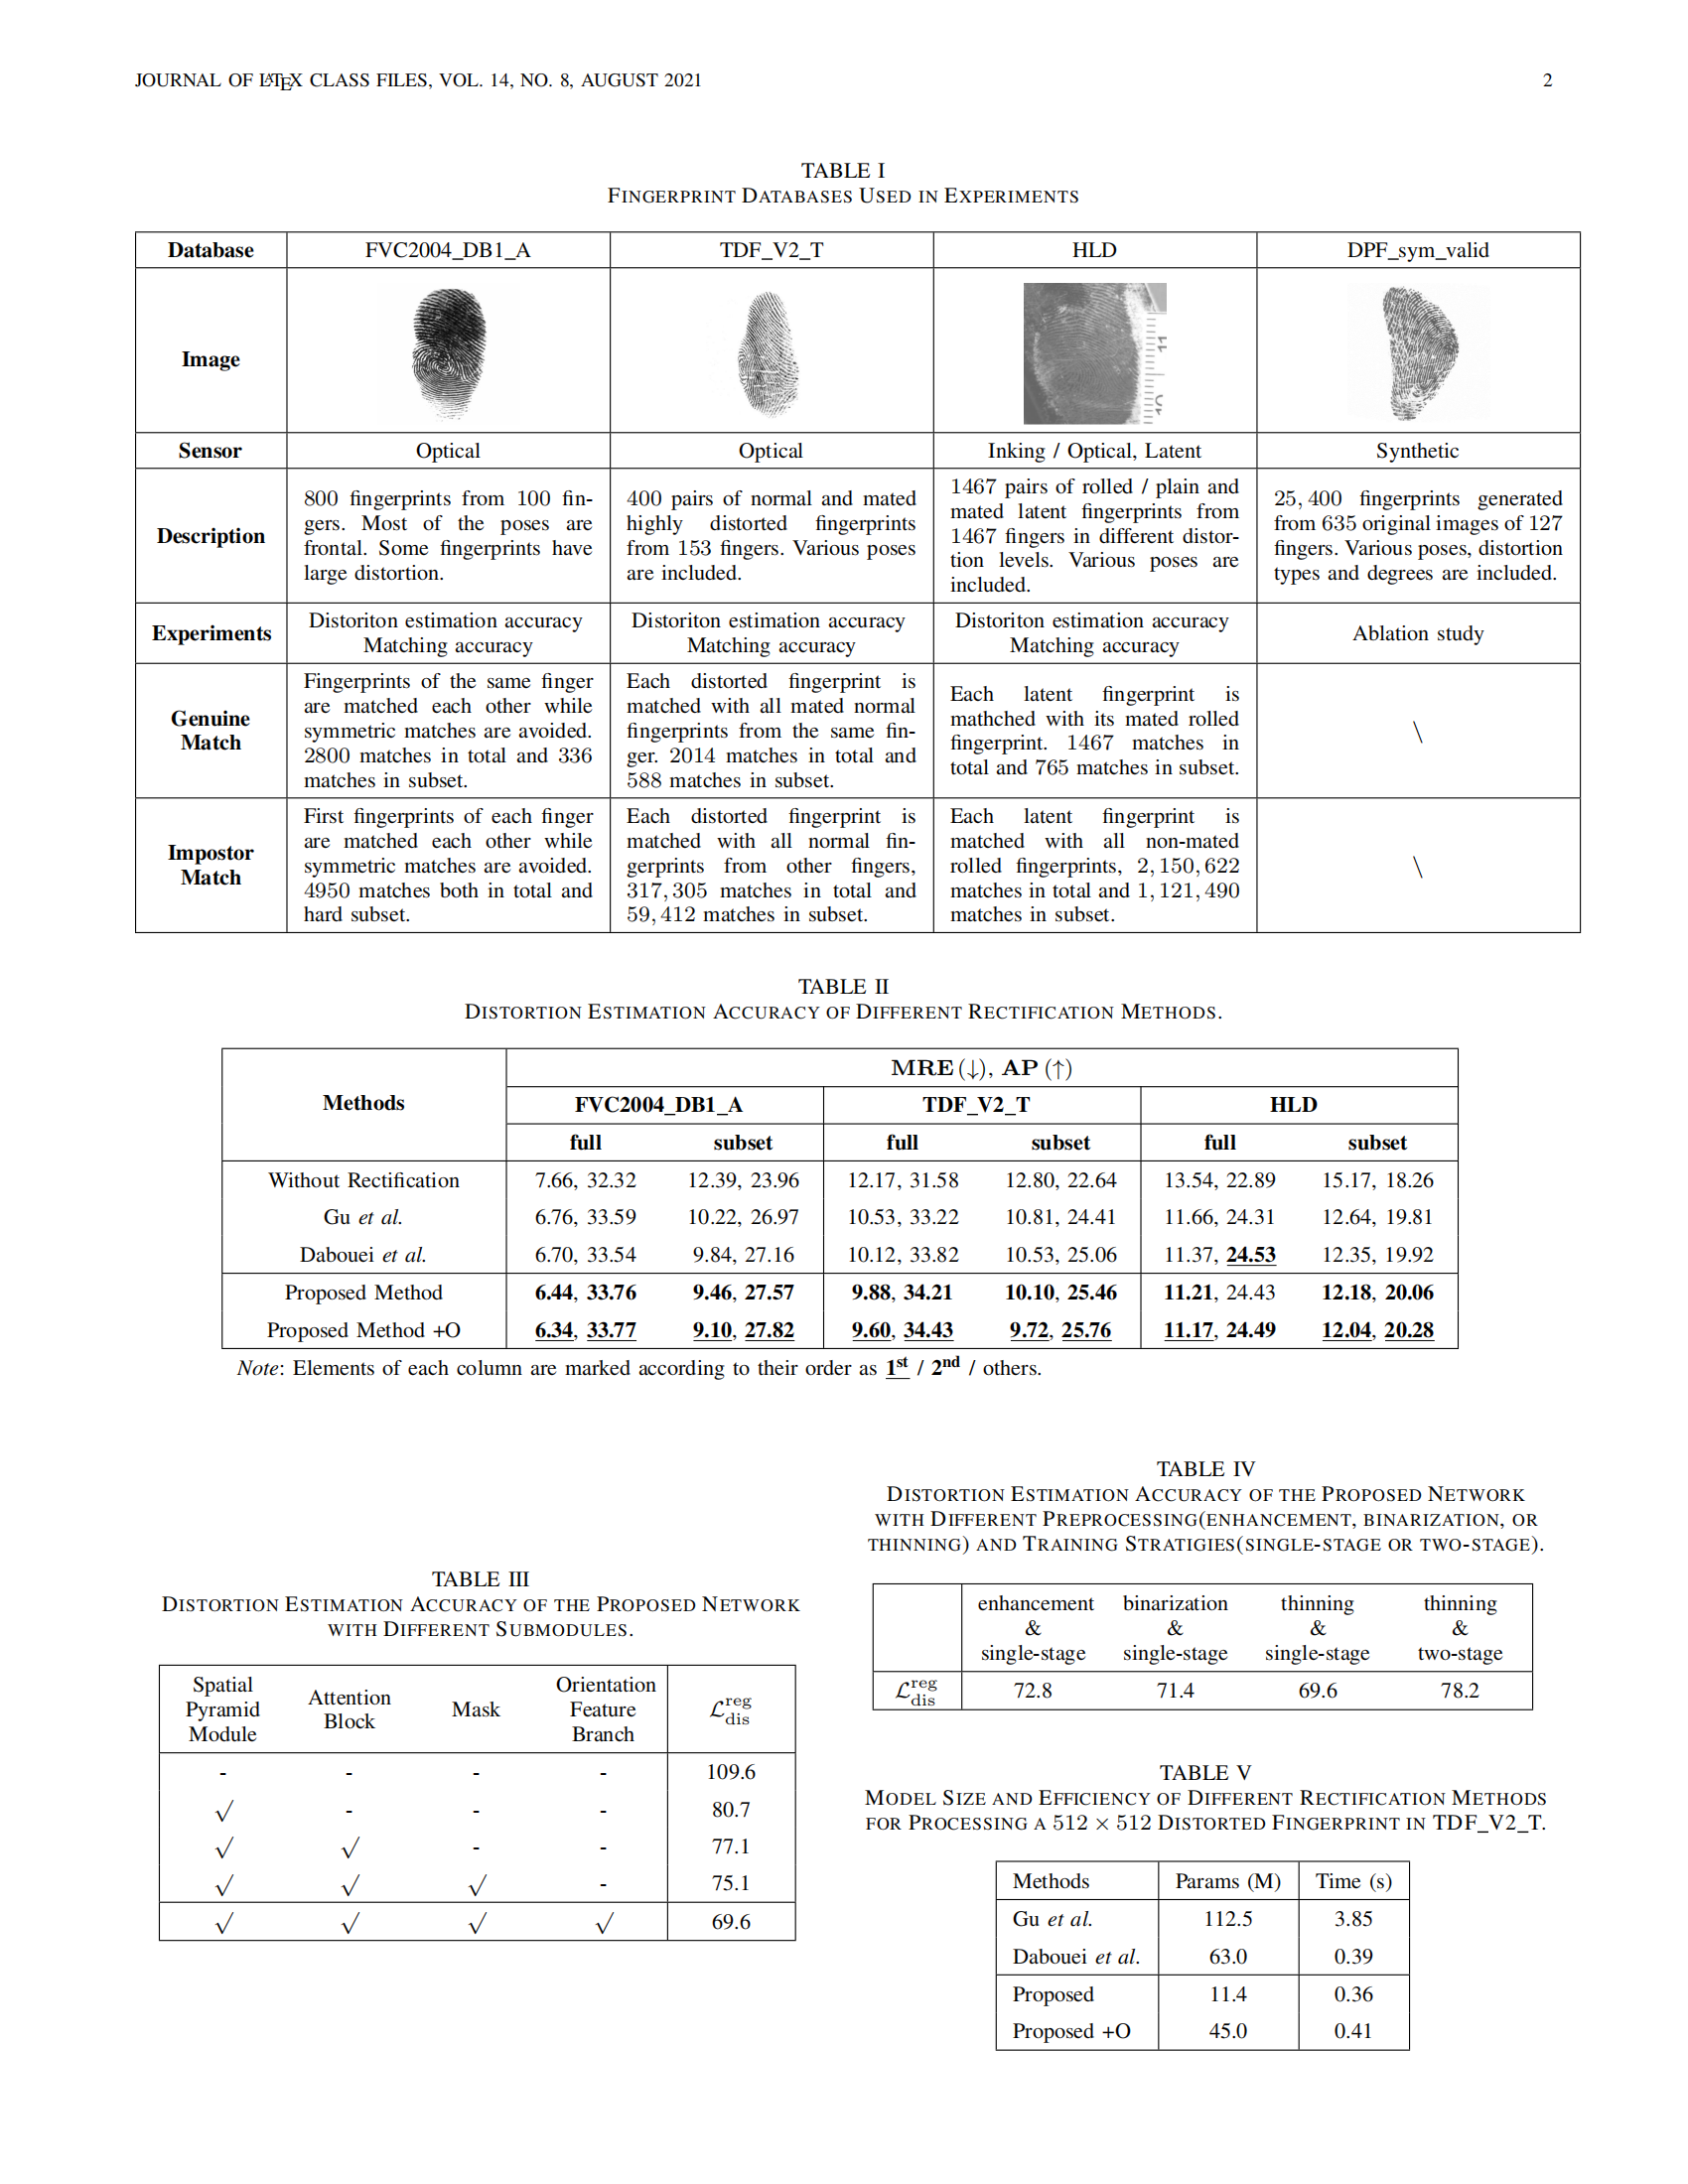 JOURNAL OF LATEX CLASS FILES, VOL. 14, NO. 8, AUGUST 2021 2
TABLE I
FINGERPRINT DATABASES USED IN EXPERIMENTS
Database FVC2004_DB1_A TDF_V2_T HLD DPF_sym_valid
Image
11
Sensor Optical Optical Inking / Optical, Latent Synthetic
Description
800 fingerprints from 100 fin-
gers. Most of the poses are
frontal. Some fingerprints have
large distortion.
400 pairs of normal and mated
highly distorted fingerprints
from 153 fingers. Various poses
are included.
1467 pairs of rolled / plain and
mated latent fingerprints from
1467 fingers in different distor-
tion levels. Various poses are
included.
25,400 fingerprints generated
from 635 original images of 127
fingers. Various poses, distortion
types and degrees are included.
Experiments
Distoriton estimation accuracy
Matching accuracy
Distoriton estimation accuracy
Matching accuracy
Distoriton estimation accuracy
Matching accuracy
Ablation study
Genuine
Match
Fingerprints of the same finger
are matched each other while
symmetric matches are avoided.
2800 matches in total and 336
matches in subset.
Each distorted fingerprint is
matched with all mated normal
fingerprints from the same fin-
ger. 2014 matches in total and
588 matches in subset.
Each latent fingerprint is
mathched with its mated rolled
fingerprint. 1467 matches in
total and 765 matches in subset.
\
Impostor
Match
First fingerprints of each finger
are matched each other while
symmetric matches are avoided.
4950 matches both in total and
hard subset.
Each distorted fingerprint is
matched with all normal fin-
gerprints from other fingers,
317,305 matches in total and
59,412 matches in subset.
Each latent fingerprint is
matched with all non-mated
rolled fingerprints, 2,150,622
matches in total and 1,121,490
matches in subset.
\
TABLE II
DISTORTION ESTIMATION ACCURACY OF DIFFERENT RECTIFICATION METHODS.
Methods
MRE (↓), AP (↑)
FVC2004_DB1_A TDF_V2_T HLD
full subset full subset full subset
Without Rectification 7.66, 32.32 12.39, 23.96 12.17, 31.58 12.80, 22.64 13.54, 22.89 15.17, 18.26
Gu et al. 6.76, 33.59 10.22, 26.97 10.53, 33.22 10.81, 24.41 11.66, 24.31 12.64, 19.81
Dabouei et al. 6.70, 33.54 9.84, 27.16 10.12, 33.82 10.53, 25.06 11.37, 24.53 12.35, 19.92
Proposed Method 6.44, 33.76 9.46, 27.57 9.88, 34.21 10.10, 25.46 11.21, 24.43 12.18, 20.06
Proposed Method +O 6.34, 33.77 9.10, 27.82 9.60, 34.43 9.72, 25.76 11.17, 24.49 12.04, 20.28
Note: Elements of each column are marked according to their order as 1st / 2nd / others.
TABLE III
DISTORTION ESTIMATION ACCURACY OF THE PROPOSED NETWORK
WITH DIFFERENT SUBMODULES.
Spatial
Pyramid
Module
Attention
Block
Mask
Orientation
Feature
Branch
ℒ reg dis
- - - - 109.6
√ - - - 80.7
√ √ - - 77.1
√ √ √ - 75.1
√ √ √ √ 69.6
TABLE IV
DISTORTION ESTIMATION ACCURACY OF THE PROPOSED NETWORK
WITH DIFFERENT PREPROCESSING(ENHANCEMENT, BINARIZATION, OR
THINNING) AND TRAINING STRATIGIES(SINGLE-STAGE OR TWO-STAGE).
enhancement
&
single-stage
binarization
&
single-stage
thinning
&
single-stage
thinning
&
two-stage
ℒ reg dis 72.8 71.4 69.6 78.2
TABLE V
MODEL SIZE AND EFFICIENCY OF DIFFERENT RECTIFICATION METHODS
FOR PROCESSING A 512 × 512 DISTORTED FINGERPRINT IN TDF_V2_T.
Methods Params (M) Time (s)
Gu et al. 112.5 3.85
Dabouei et al. 63.0 0.39
Proposed 11.4 0.36
Proposed +O 45.0 0.41